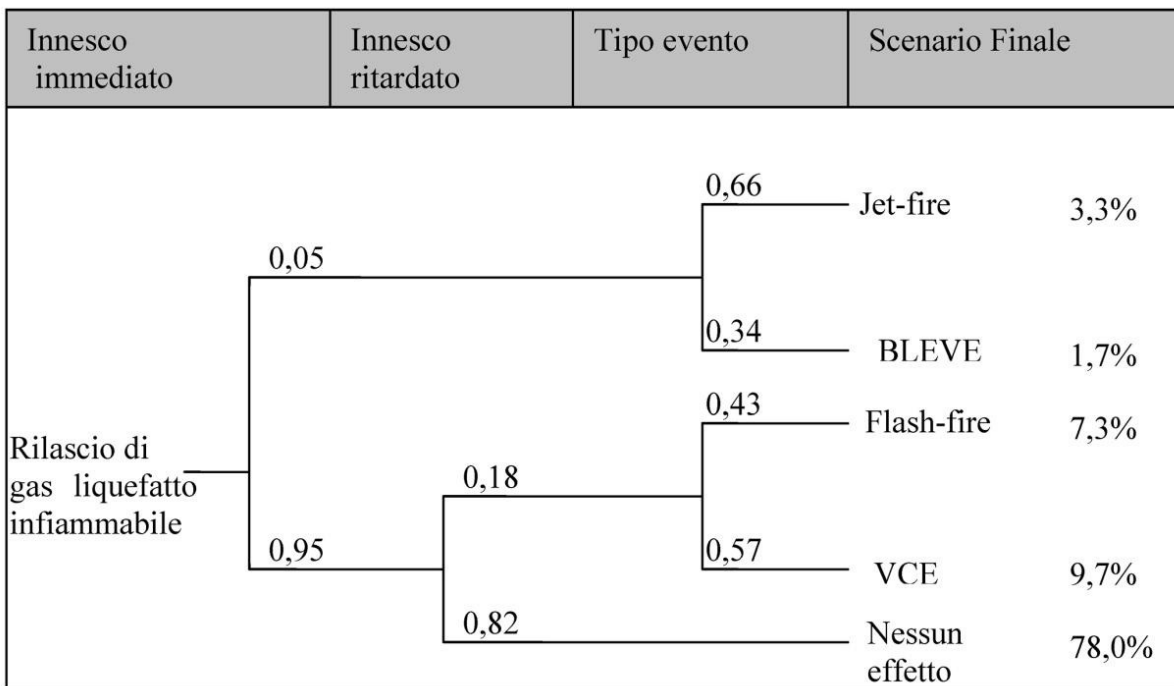 Innesco
immediato
Innesco
ritardato
Tipo evento
Scenario Finale
0,66
Jet-fire 3,3%
0,05
0,34
BLEVE 1,7%
0,43
Flash-fire 7,3%
Rilascio di
gas liquefatto
infiammabile
0,18
0,95
0,57
VCE 9,7%
0,82
Nessun
effetto
78,0%